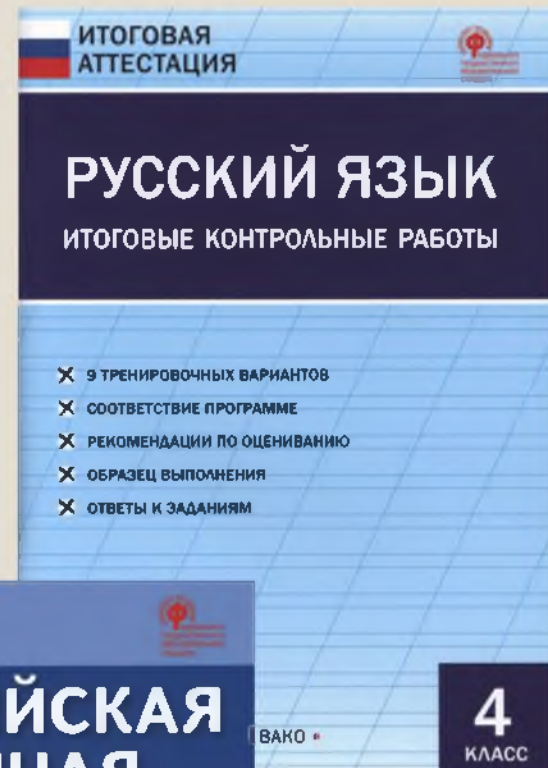 ИТОГОВАЯ
АТТЕСТАЦИЯ
РУССКИЙ ЯЗЫК
ИТОГОВЫЕ КОНТРОЛЬНЫЕ РАБОТЫ
9 ТРЕНИРОВОЧНЫХ ВАРИАНТОВ
СООТВЕТСТВИЕ ПРОГРАММЕ
РЕКОМЕНДАЦИИ ПО ОЦЕНИВАНИЮ
ОБРАЗЕЦ ВЫПОЛНЕНИЯ
ОТВЕТЫ К ЗАДАНИЯМ
ЙСКАЯ
ВАКО
4
КЛАСС